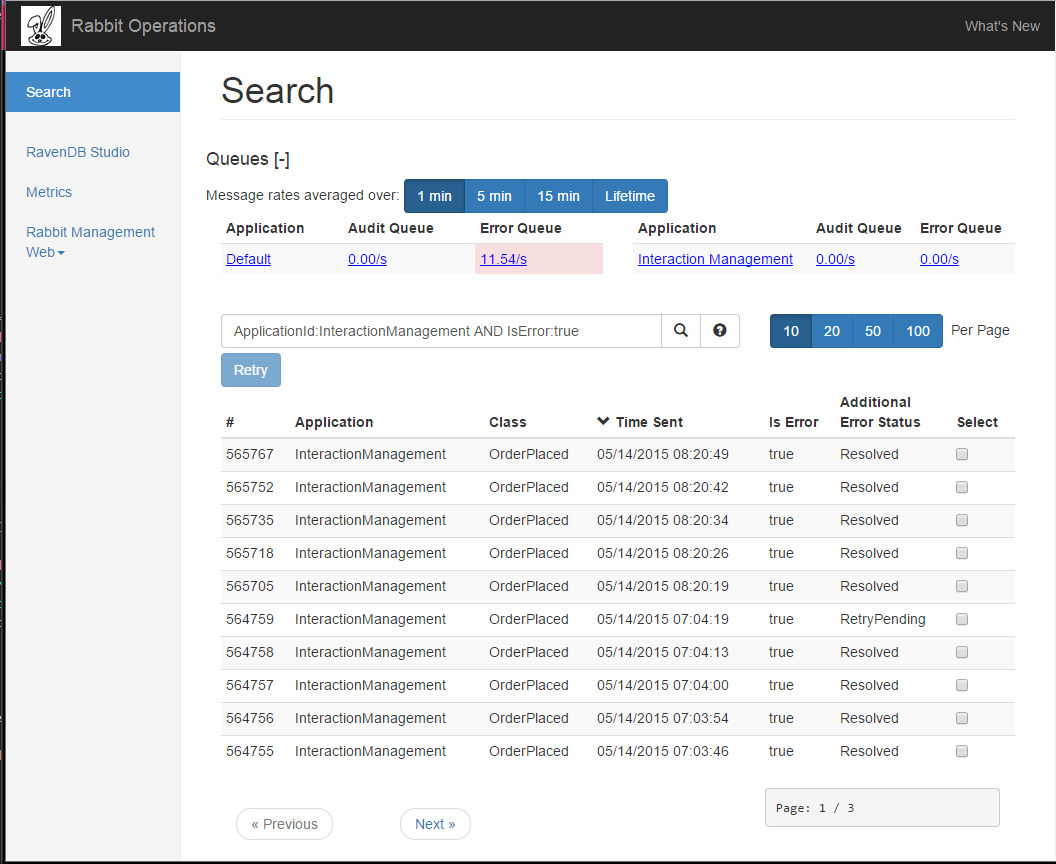 Rabbit Operations
What's New
Search
RavenDB Studio
Metrics
Rabbit Management
Web
Search
Queues [-]
Message rates averaged over: 1 min 5 min 15 min Lifetime
Application Audit Queue Error Queue Application Audit Queue Error Queue
Default 0.00/s 11.54/s Interaction Management 0.00/s 0.00/s
ApplicationId:InteractionManagement AND IsError:true 10 20 50 100 Per Page
Retry
# Application Class Time Sent Is Error Additional Error Status Select
565767 InteractionManagement OrderPlaced 05/14/2015 08:20:49 true Resolved
565752 InteractionManagement OrderPlaced 05/14/2015 08:20:42 true Resolved
565735 InteractionManagement OrderPlaced 05/14/2015 08:20:34 true Resolved
565718 InteractionManagement OrderPlaced 05/14/2015 08:20:26 true Resolved
565705 InteractionManagement OrderPlaced 05/14/2015 08:20:19 true Resolved
564759 InteractionManagement OrderPlaced 05/14/2015 07:04:19 true RetryPending
564758 InteractionManagement OrderPlaced 05/14/2015 07:04:13 true Resolved
564757 InteractionManagement OrderPlaced 05/14/2015 07:04:00 true Resolved
564756 InteractionManagement OrderPlaced 05/14/2015 07:03:54 true Resolved
564755 InteractionManagement OrderPlaced 05/14/2015 07:03:46 true Resolved
« Previous Next » Page: 1 / 3